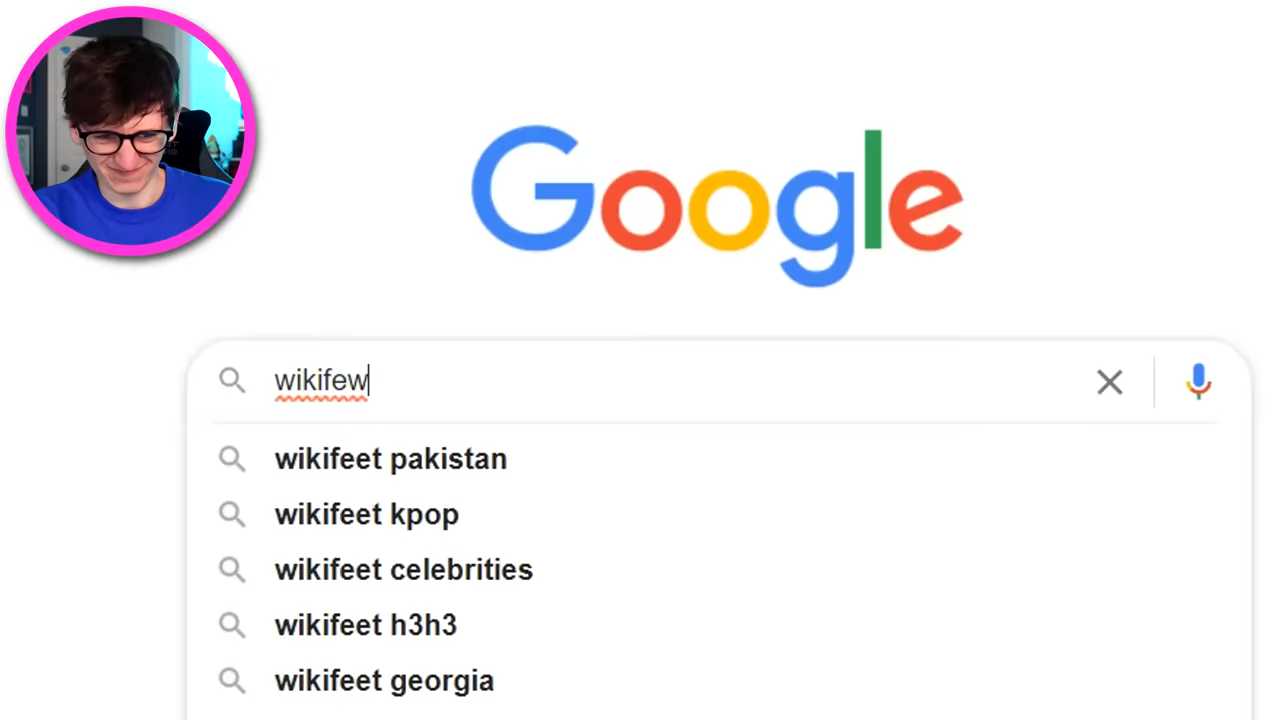 Google
wikifew
wikifeet pakistan
wikifeet kpop
wikifeet celebrities
wikifeet h3h3
wikifeet georgia